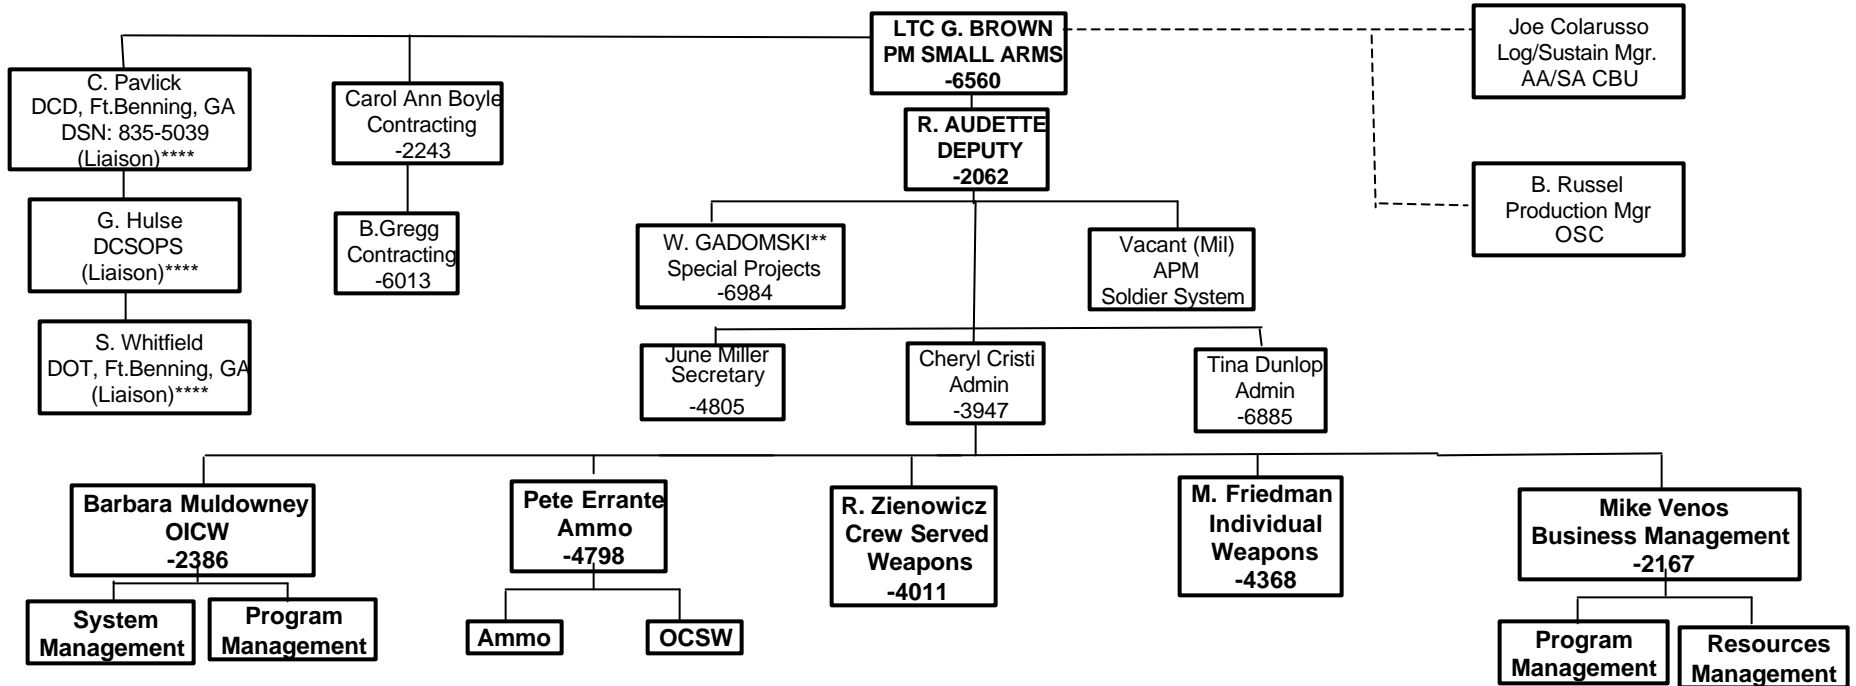 LTC G. BROWN
PM SMALL ARMS
-6560
Joe Colarusso
Log/Sustain Mgr.
AA/SA CBU
C. Pavlick
DCD, Ft.Benning, GA
DSN: 835-5039
(Liaison)****
Carol Ann Boyle
Contracting
-2243
R. AUDETTE
DEPUTY
-2062
B. Russel
Production Mgr
OSC
G. Hulse
DCSOPS
(Liaison)****
B.Gregg
Contracting
-6013
W. GADOMSKI**
Special Projects
-6984
Vacant (Mil)
APM
Soldier System
S. Whitfield
DOT, Ft.Benning, GA
(Liaison)****
June Miller
Secretary
-4805
Cheryl Cristi
Admin
-3947
Tina Dunlop
Admin
-6885
Barbara Muldowney
OICW
-2386
Pete Errante
Ammo
-4798
R. Zienowicz
Crew Served
Weapons
-4011
M. Friedman
Individual
Weapons
-4368
Mike Venos
Business Management
-2167
System
Management
Program
Management
Ammo
OCSW
Program
Management
Resources
Management